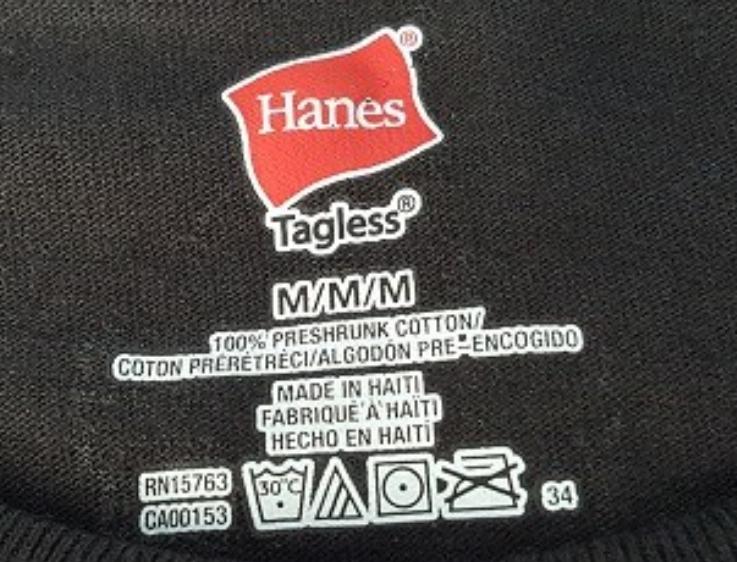 Hanes®
Tagless®
M/M/M
100% PRESHRUNK COTTON/
COTON PRÉRÉTRÉCI/ALGODÓN PRE-ENCOGIDO
MADE IN HAITI
FABRIQUÉ À HAÏTI
HECHO EN HAITÍ
RN15763
CA00153
30°C
34